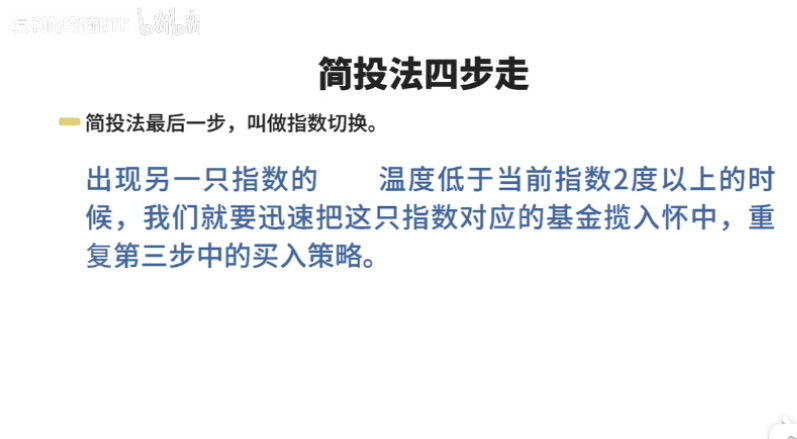 简投法四步走
简投法最后一步，叫做指数切换。
出现另一只指数的　　温度低于当前指数2度以上的时
候，我们就要迅速把这只指数对应的基金揽入怀中，重
复第三步中的买入策略。